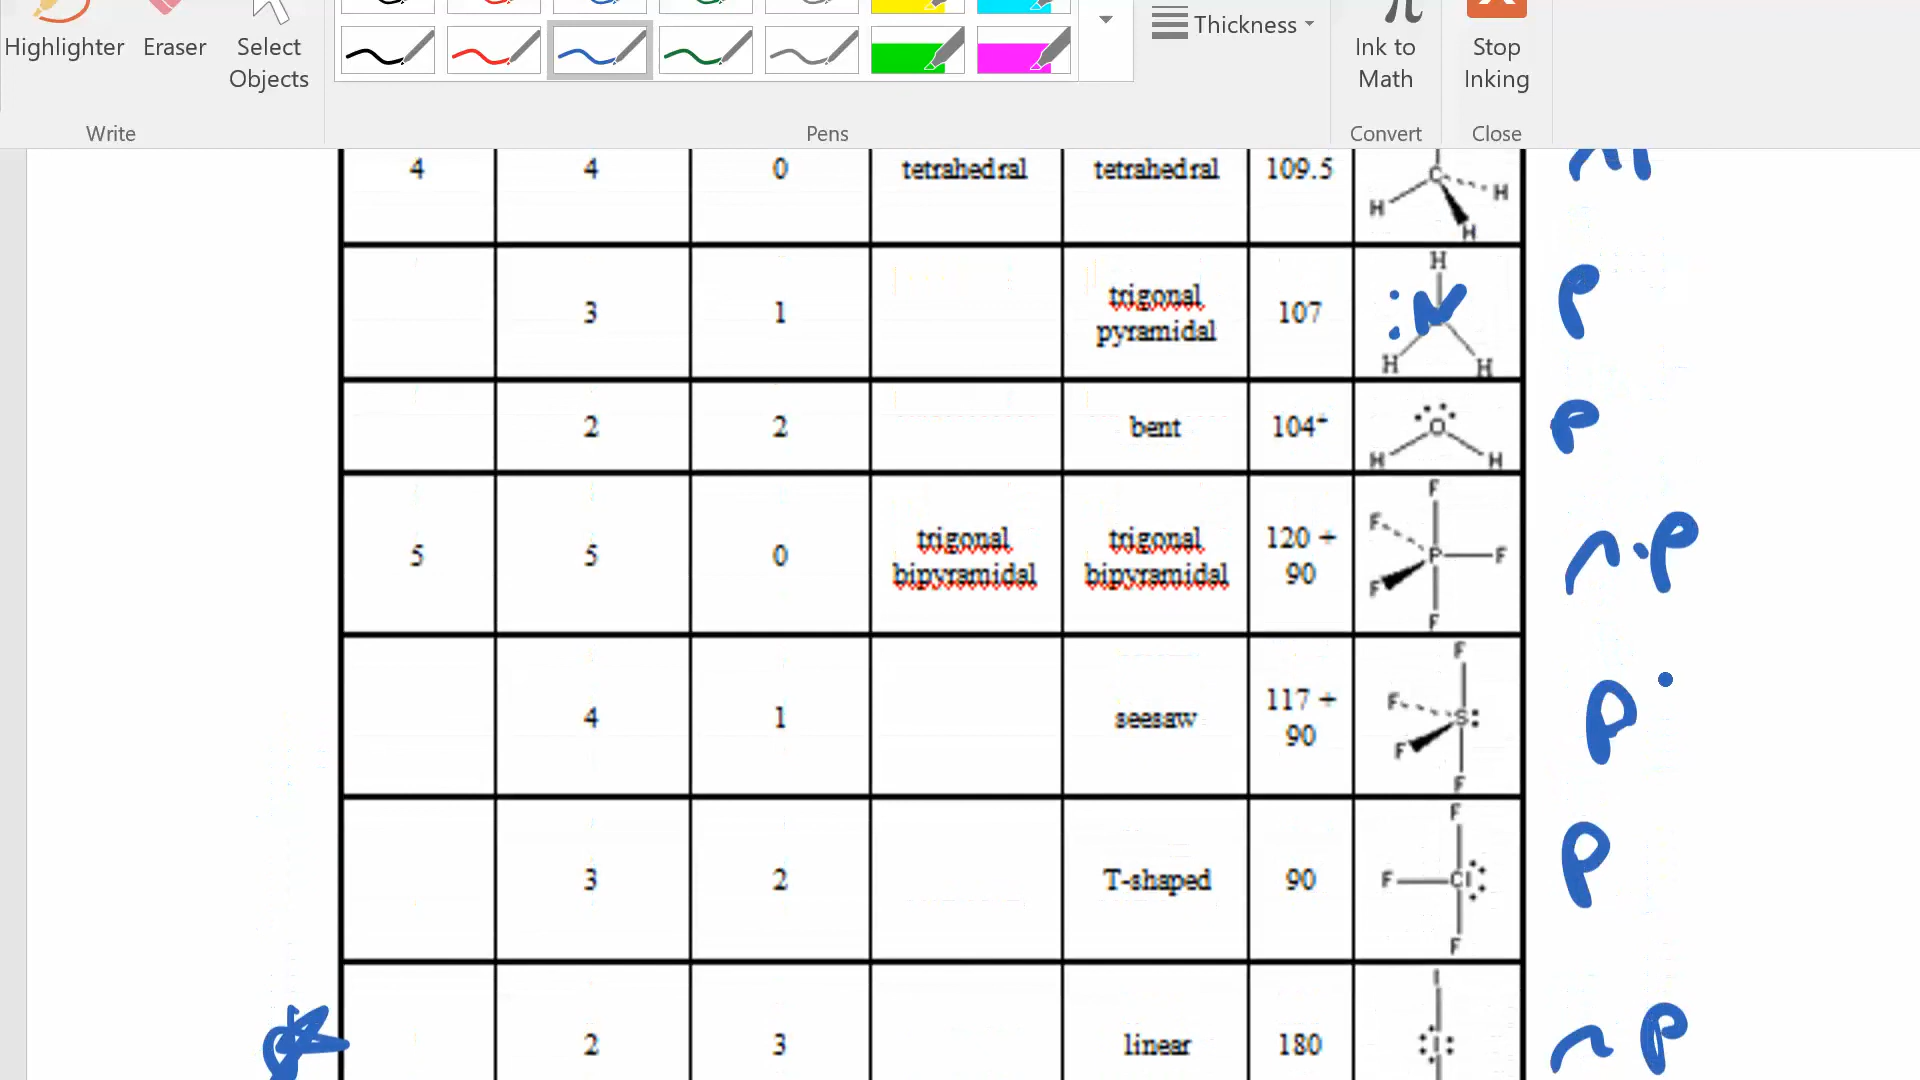 Highlighter Eraser Select Objects
Thickness
Ink to Math
Stop Inking
Write Pens Convert Close
4 4 0 tetrahedral tetrahedral 109.5
C H H H
3 1 trigonal pyramidal 107
H :N H H
P
2 2 bent 104+
O H H
P
5 5 0 trigonal bipyramidal trigonal bipyramidal 120 + 90
F F P F F F
n.p
4 1 seesaw 117 + 90
F F S: F F
P
3 2 T-shaped 90
F F Cl F
P
2 3 linear 180
I I
n p